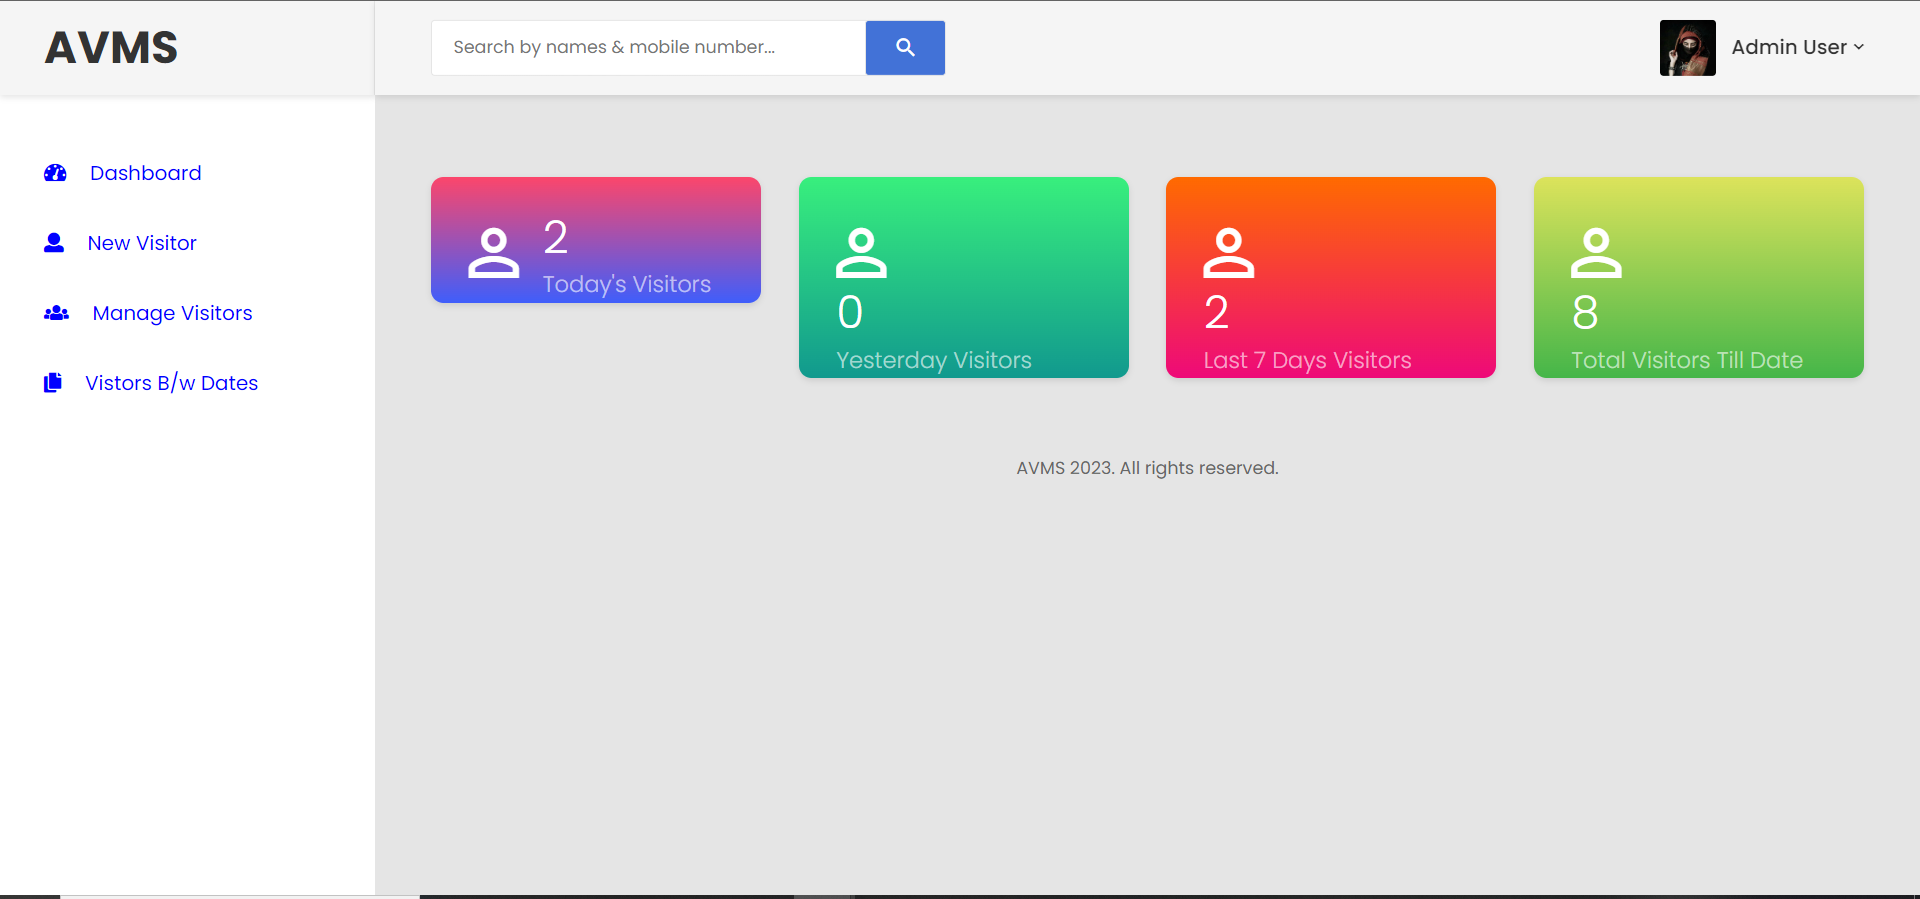 AVMS
Search by names & mobile number...
Admin User
Dashboard
New Visitor
Manage Visitors
Vistors B/w Dates
2
Today's Visitors
0
Yesterday Visitors
2
Last 7 Days Visitors
8
Total Visitors Till Date
AVMS 2023. All rights reserved.